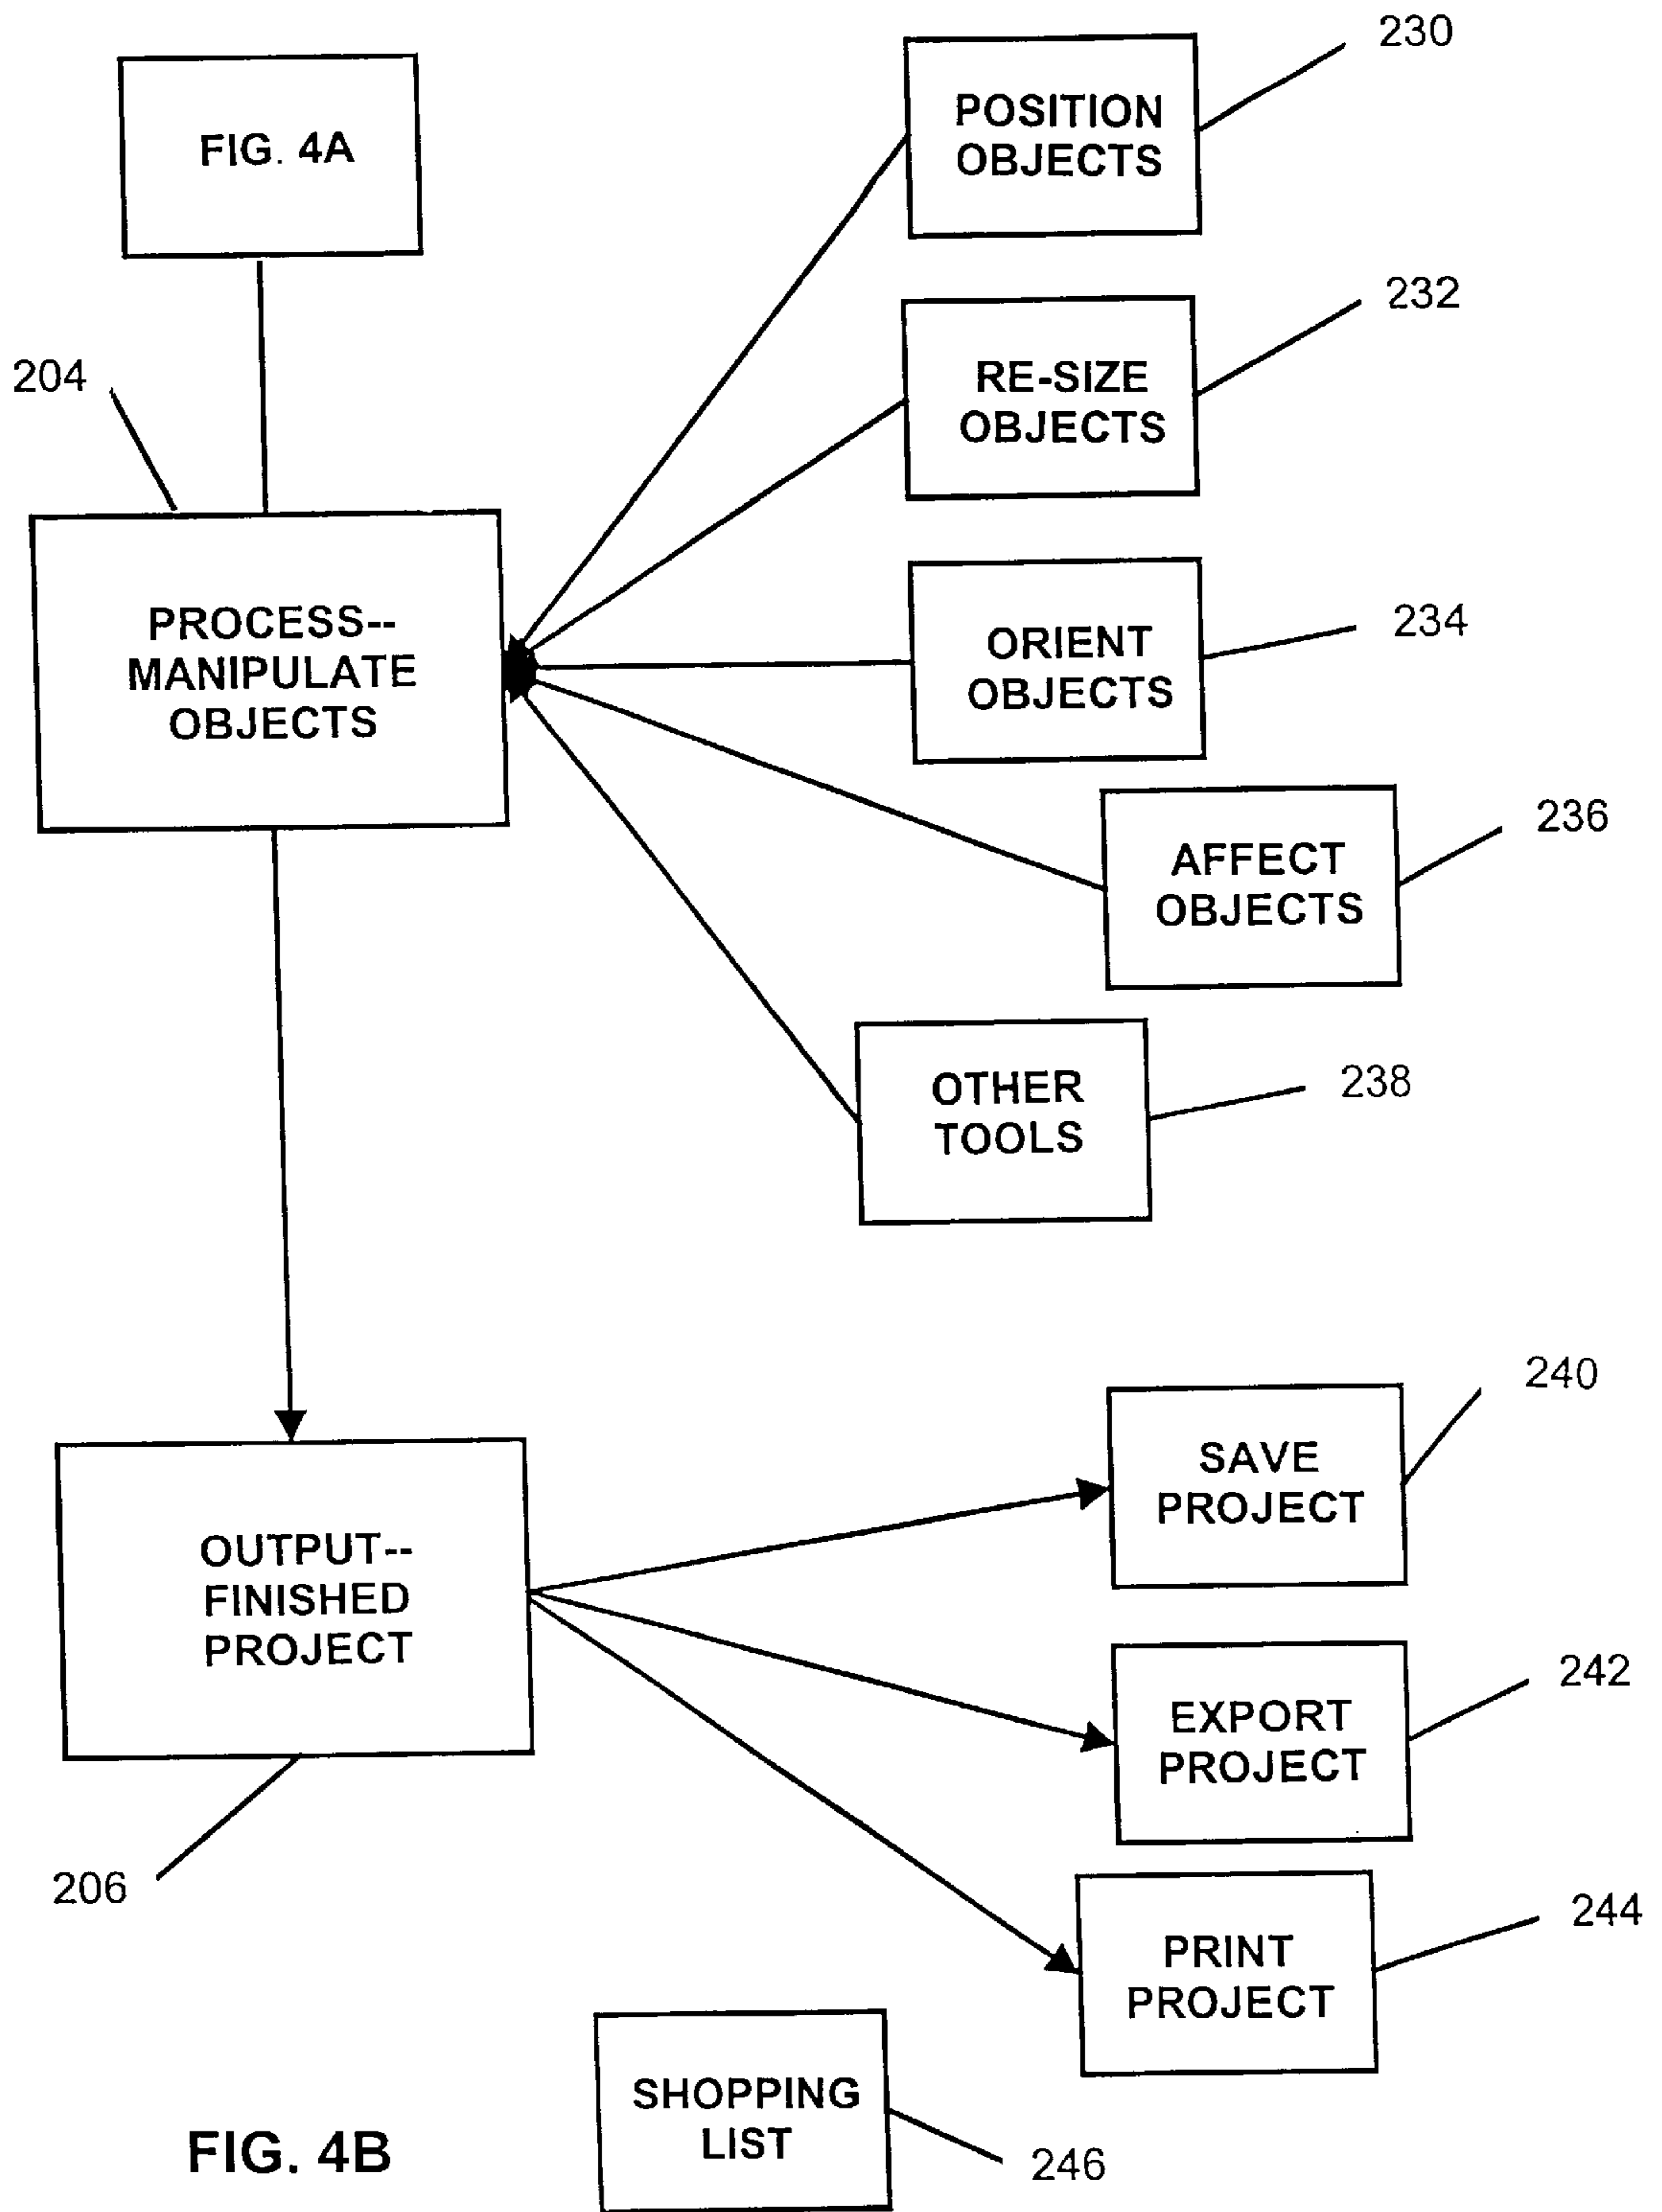 230
FIG. 4A
POSITION
OBJECTS
232
204
RE-SIZE
OBJECTS
234
PROCESS--
MANIPULATE
OBJECTS
ORIENT
OBJECTS
236
AFFECT
OBJECTS
238
OTHER
TOOLS
240
SAVE
PROJECT
OUTPUT--
FINISHED
PROJECT
242
EXPORT
PROJECT
206
244
PRINT
PROJECT
SHOPPING
LIST
246
FIG. 4B